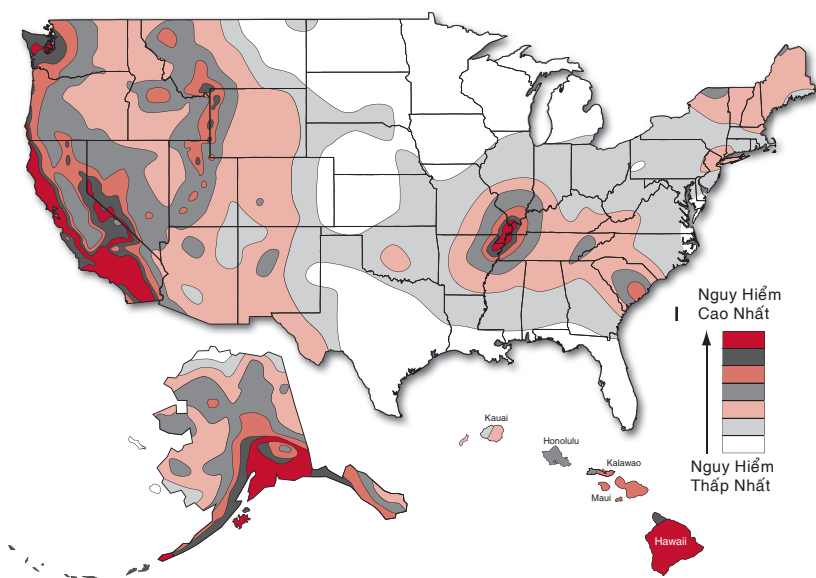 Nguy Hiểm
Cao Nhất
Nguy Hiểm
Thấp Nhất
Kauai
Honolulu
Kalawao
Maui
Hawaii